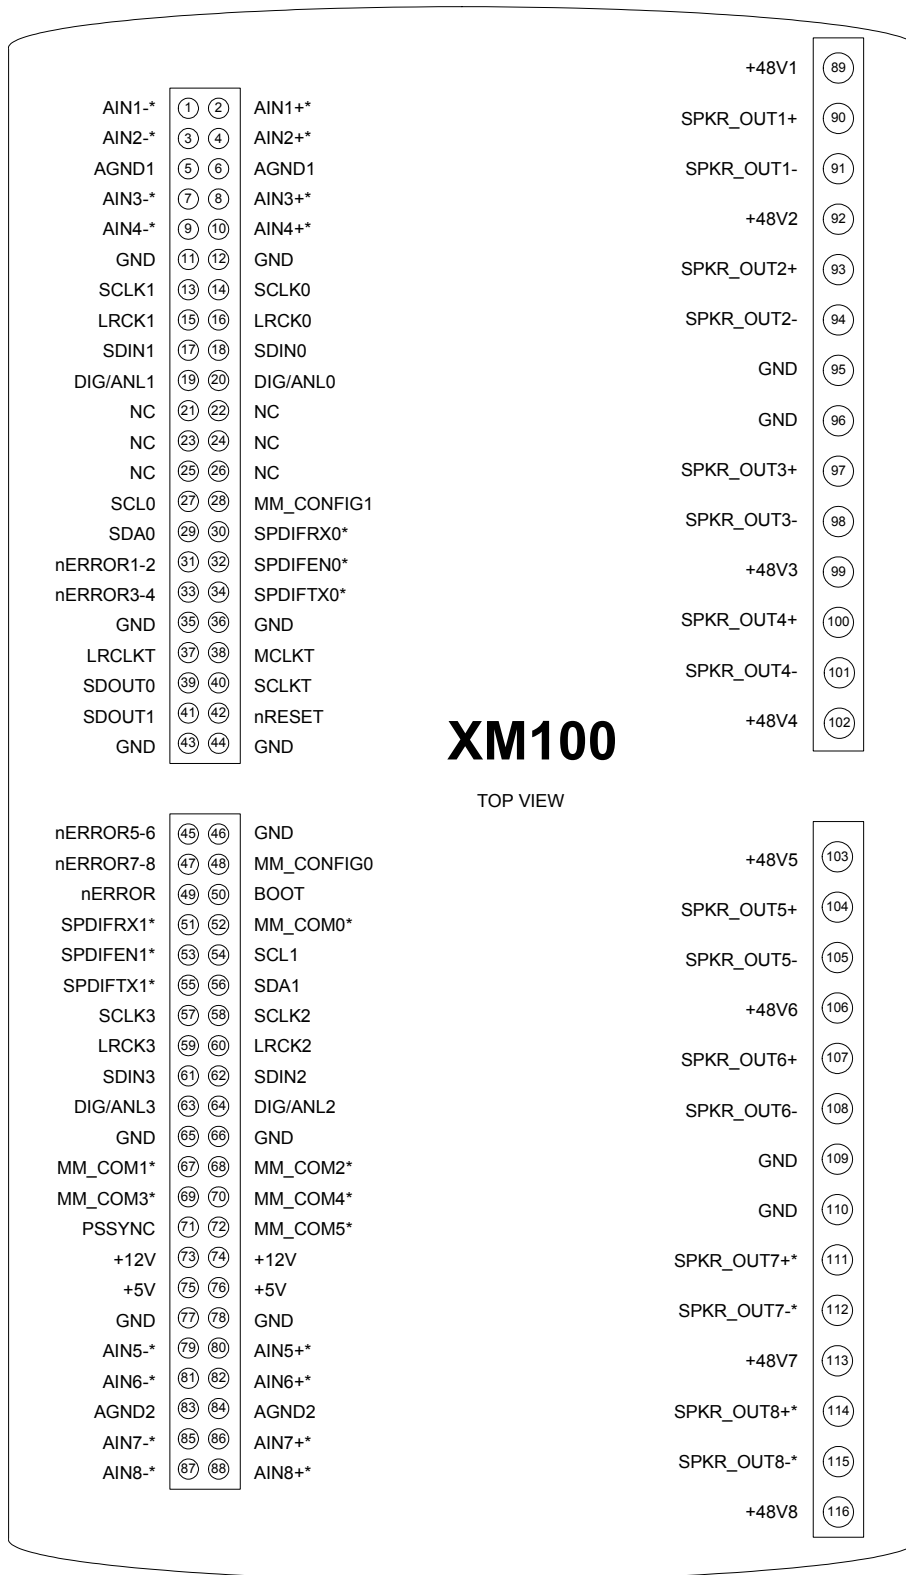 +48V1 89
AIN1-* 1 2 AIN1+*
SPKR_OUT1+ 90
AIN2-* 3 4 AIN2+*
AGND1 5 6 AGND1
SPKR_OUT1- 91
AIN3-* 7 8 AIN3+*
+48V2 92
AIN4-* 9 10 AIN4+*
GND 11 12 GND
SPKR_OUT2+ 93
SCLK1 13 14 SCLK0
LRCK1 15 16 LRCK0
SPKR_OUT2- 94
SDIN1 17 18 SDIN0
GND 95
DIG/ANL1 19 20 DIG/ANL0
NC 21 22 NC
GND 96
NC 23 24 NC
NC 25 26 NC
SPKR_OUT3+ 97
SCL0 27 28 MM_CONFIG1
SPKR_OUT3- 98
SDA0 29 30 SPDIFRX0*
nERROR1-2 31 32 SPDIFEN0*
+48V3 99
nERROR3-4 33 34 SPDIFTX0*
GND 35 36 GND
SPKR_OUT4+ 100
LRCLKT 37 38 MCLKT
SPKR_OUT4- 101
SDOUT0 39 40 SCLKT
SDOUT1 41 42 nRESET
+48V4 102
GND 43 44 GND
XM100
TOP VIEW
nERROR5-6 45 46 GND
nERROR7-8 47 48 MM_CONFIG0
+48V5 103
nERROR 49 50 BOOT
SPKR_OUT5+ 104
SPDIFRX1* 51 52 MM_COM0*
SPDIFEN1* 53 54 SCL1
SPKR_OUT5- 105
SPDIFTX1* 55 56 SDA1
+48V6 106
SCLK3 57 58 SCLK2
LRCK3 59 60 LRCK2
SPKR_OUT6+ 107
SDIN3 61 62 SDIN2
DIG/ANL3 63 64 DIG/ANL2
SPKR_OUT6- 108
GND 65 66 GND
GND 109
MM_COM1* 67 68 MM_COM2*
MM_COM3* 69 70 MM_COM4*
GND 110
PSSYNC 71 72 MM_COM5*
+12V 73 74 +12V
SPKR_OUT7+* 111
+5V 75 76 +5V
SPKR_OUT7-* 112
GND 77 78 GND
AIN5-* 79 80 AIN5+*
+48V7 113
AIN6-* 81 82 AIN6+*
AGND2 83 84 AGND2
SPKR_OUT8+* 114
AIN7-* 85 86 AIN7+*
SPKR_OUT8-* 115
AIN8-* 87 88 AIN8+*
+48V8 116